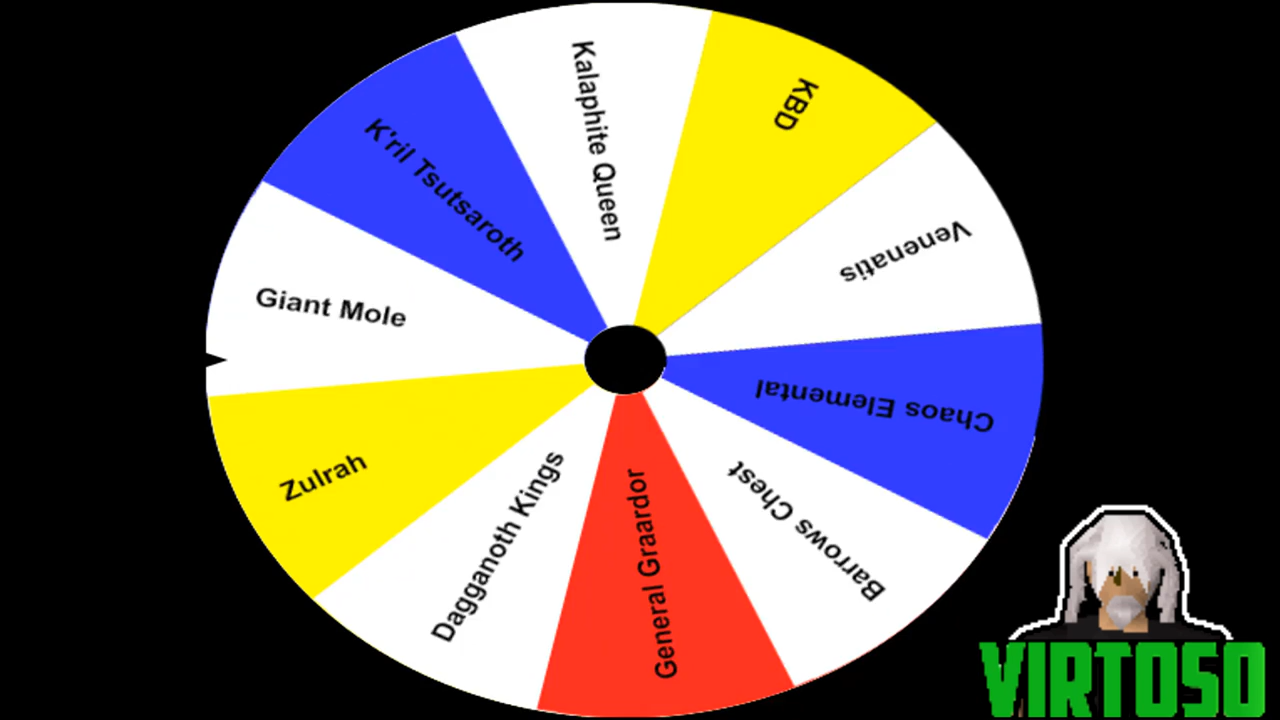 Kalaphite Queen
KBD
Venenatis
Chaos Elemental
Barrows Chest
General Graardor
Dagganoth Kings
Zulrah
Giant Mole
K'ril Tsutsaroth
VIRTOSO